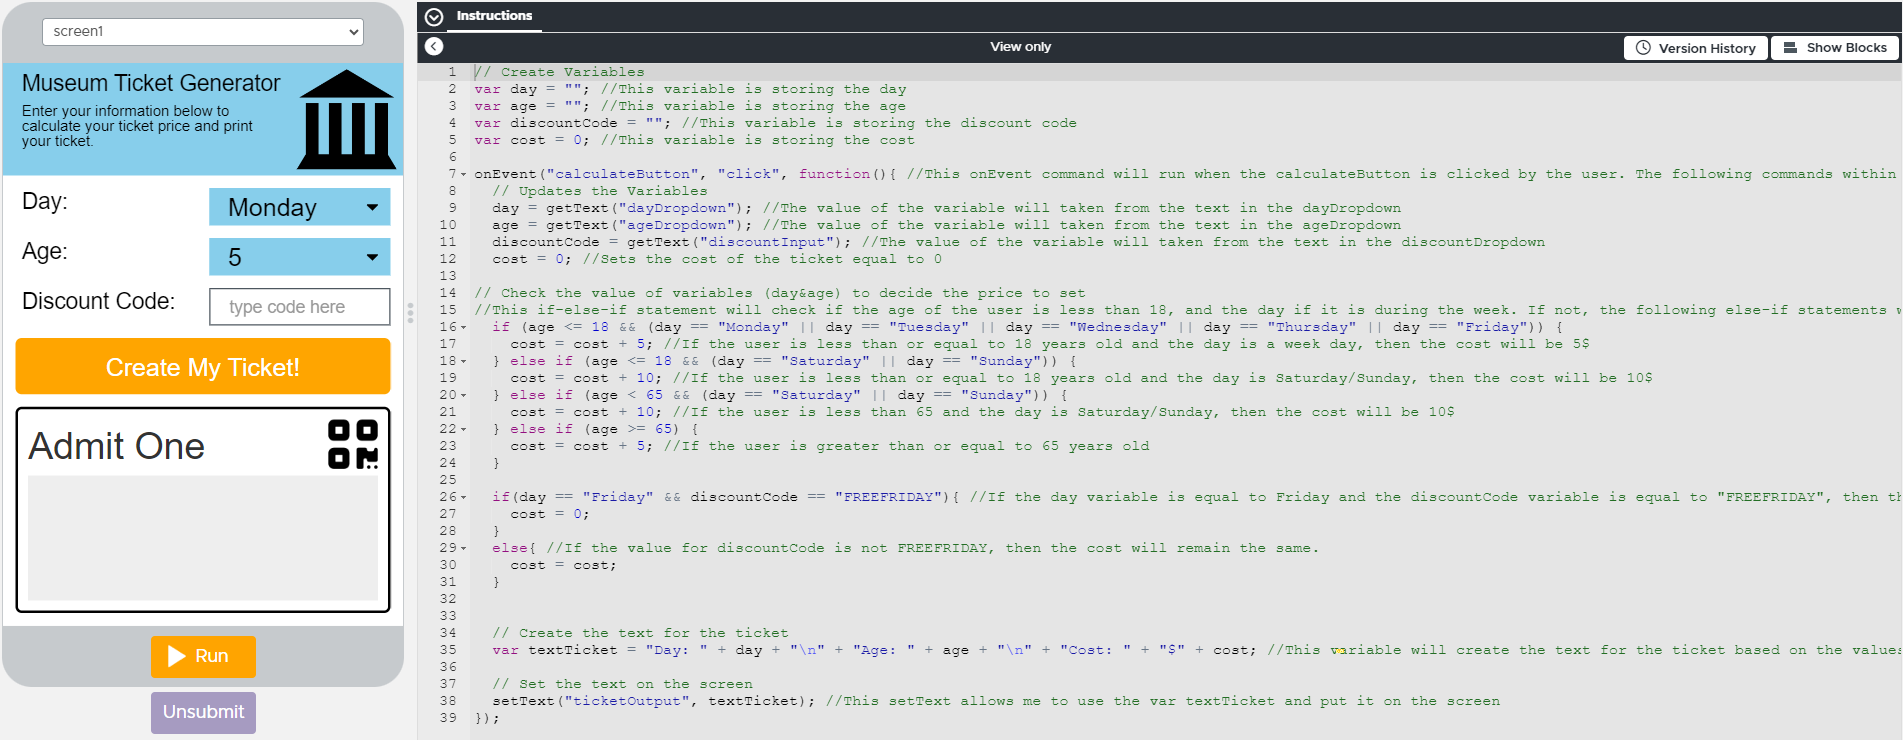 screen1
Museum Ticket Generator
Enter your information below to
calculate your ticket price and print
your ticket.
Day:
Monday
Age:
5
Discount Code:
type code here
Create My Ticket!
Admit One
Run
Unsubmit
Instructions
View only
Version History
Show Blocks
1 // Create Variables
2 var day = ""; //This variable is storing the day
3 var age = ""; //This variable is storing the age
4 var discountCode = ""; //This variable is storing the discount code
5 var cost = 0; //This variable is storing the cost
6
7 onEvent("calculateButton", "click", function(){ //This onEvent command will run when the calculateButton is clicked by the user. The following commands within
8 // Updates the Variables
9 day = getText("dayDropdown"); //The value of the variable will taken from the text in the dayDropdown
10 age = getText("ageDropdown"); //The value of the variable will taken from the text in the ageDropdown
11 discountCode = getText("discountInput"); //The value of the variable will taken from the text in the discountDropdown
12 cost = 0; //Sets the cost of the ticket equal to 0
13
14 // Check the value of variables (day&age) to decide the price to set
15 //This if-else-if statement will check if the age of the user is less than 18, and the day if it is during the week. If not, the following else-if statements
16 if (age <= 18 && (day == "Monday" || day == "Tuesday" || day == "Wednesday" || day == "Thursday" || day == "Friday")) {
17 cost = cost + 5; //If the user is less than or equal to 18 years old and the day is a week day, then the cost will be 5$
18 } else if (age <= 18 && (day == "Saturday" || day == "Sunday")) {
19 cost = cost + 10; //If the user is less than or equal to 18 years old and the day is Saturday/Sunday, then the cost will be 10$
20 } else if (age < 65 && (day == "Saturday" || day == "Sunday")) {
21 cost = cost + 10; //If the user is less than 65 and the day is Saturday/Sunday, then the cost will be 10$
22 } else if (age >= 65) {
23 cost = cost + 5; //If the user is greater than or equal to 65 years old
24 }
25
26 if(day == "Friday" && discountCode == "FREEFRIDAY"){ //If the day variable is equal to Friday and the discountCode variable is equal to "FREEFRIDAY", then
27 cost = 0;
28 }
29 else{ //If the value for discountCode is not FREEFRIDAY, then the cost will remain the same.
30 cost = cost;
31 }
32
33
34 // Create the text for the ticket
35 var textTicket = "Day: " + day + "\n" + "Age: " + age + "\n" + "Cost: " + "$" + cost; //This variable will create the text for the ticket based on the values
36
37 // Set the text on the screen
38 setText("ticketOutput", textTicket); //This setText allows me to use the var textTicket and put it on the screen
39 });